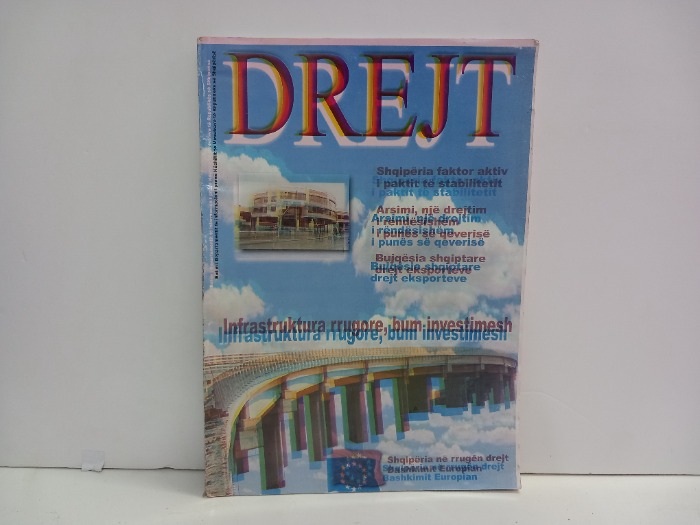 DREJT
Shqipëria faktor aktiv
i paktit të stabilitetit
Arsimi, një drejtim
i rëndësishëm
i punës së qeverisë
Bujqësia shqiptare
drejt eksporteve
Infrastruktura rrugore, bum investimesh
Shqipëria në rrugën drejt
Bashkimit Europian